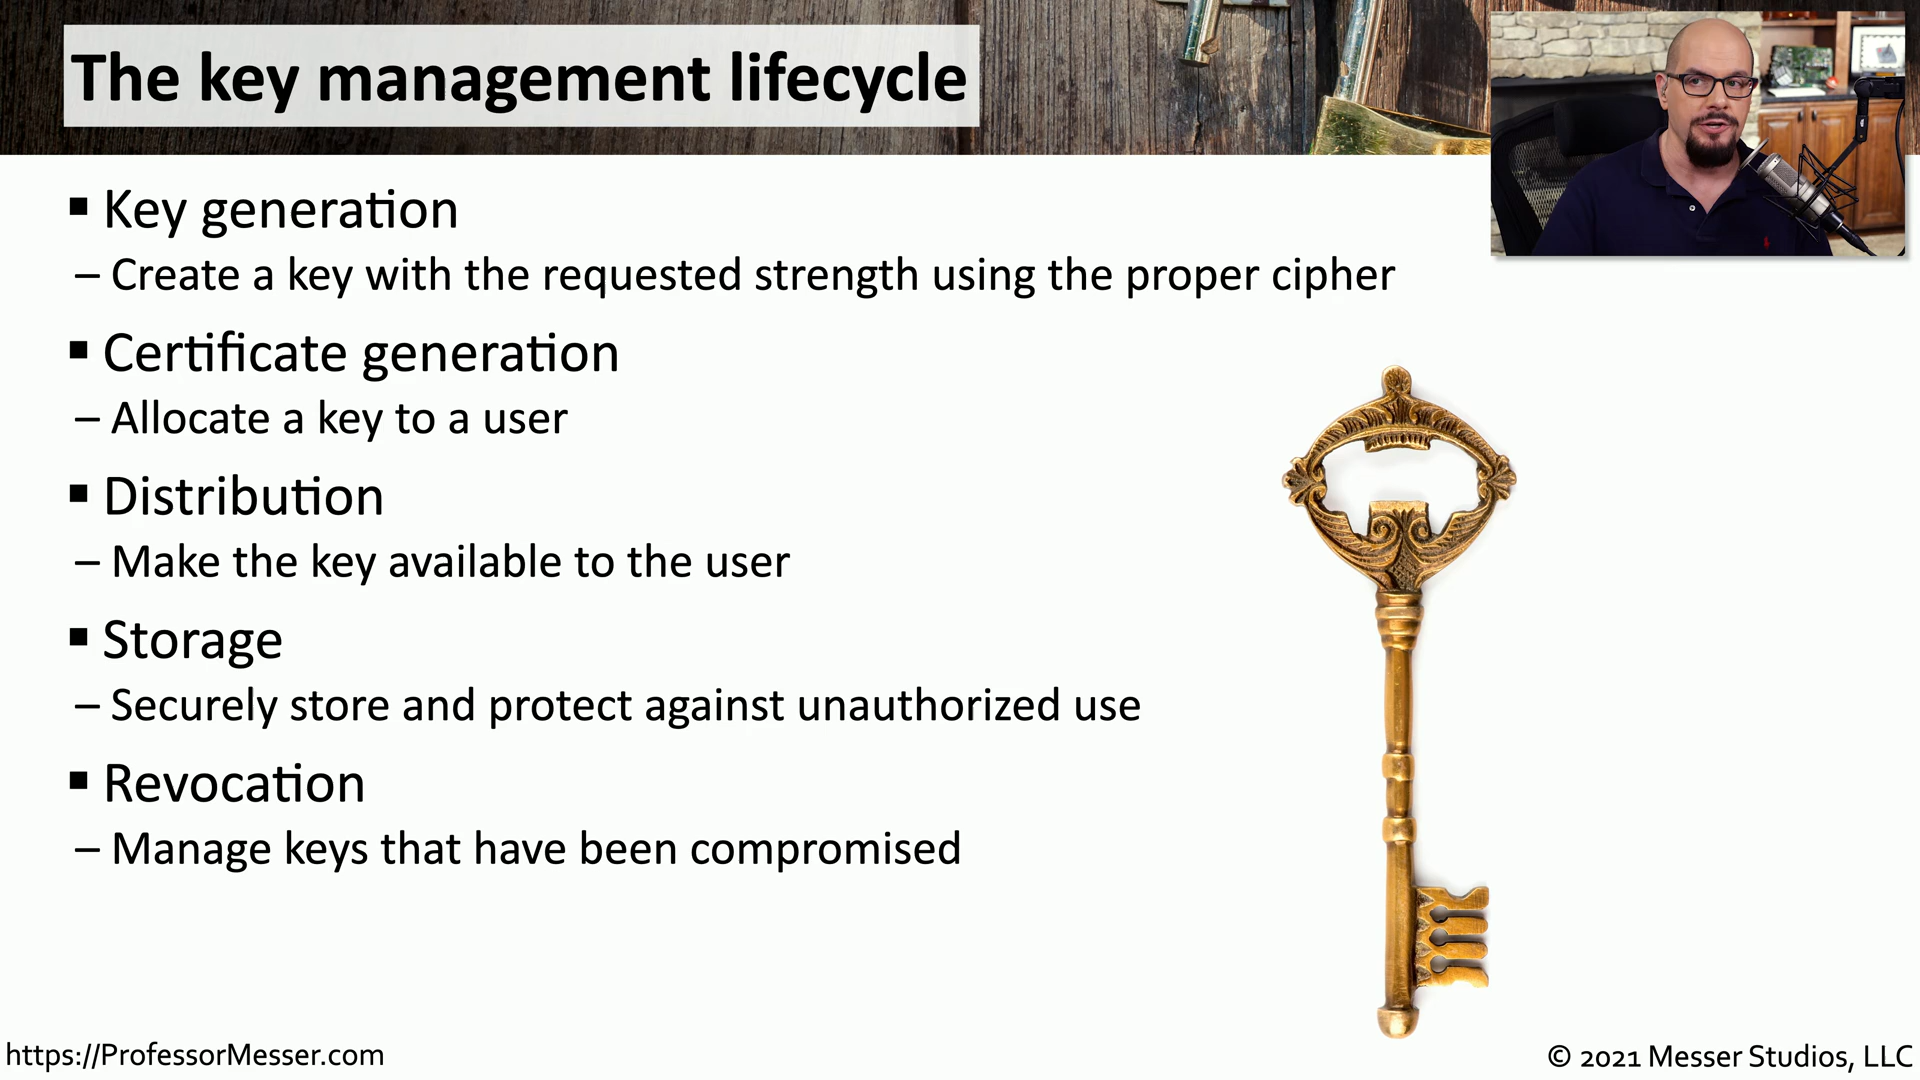 The key management lifecycle
▪ Key generation
– Create a key with the requested strength using the proper cipher
▪ Certificate generation
– Allocate a key to a user
▪ Distribution
– Make the key available to the user
▪ Storage
– Securely store and protect against unauthorized use
▪ Revocation
– Manage keys that have been compromised
https://ProfessorMesser.com
© 2021 Messer Studios, LLC